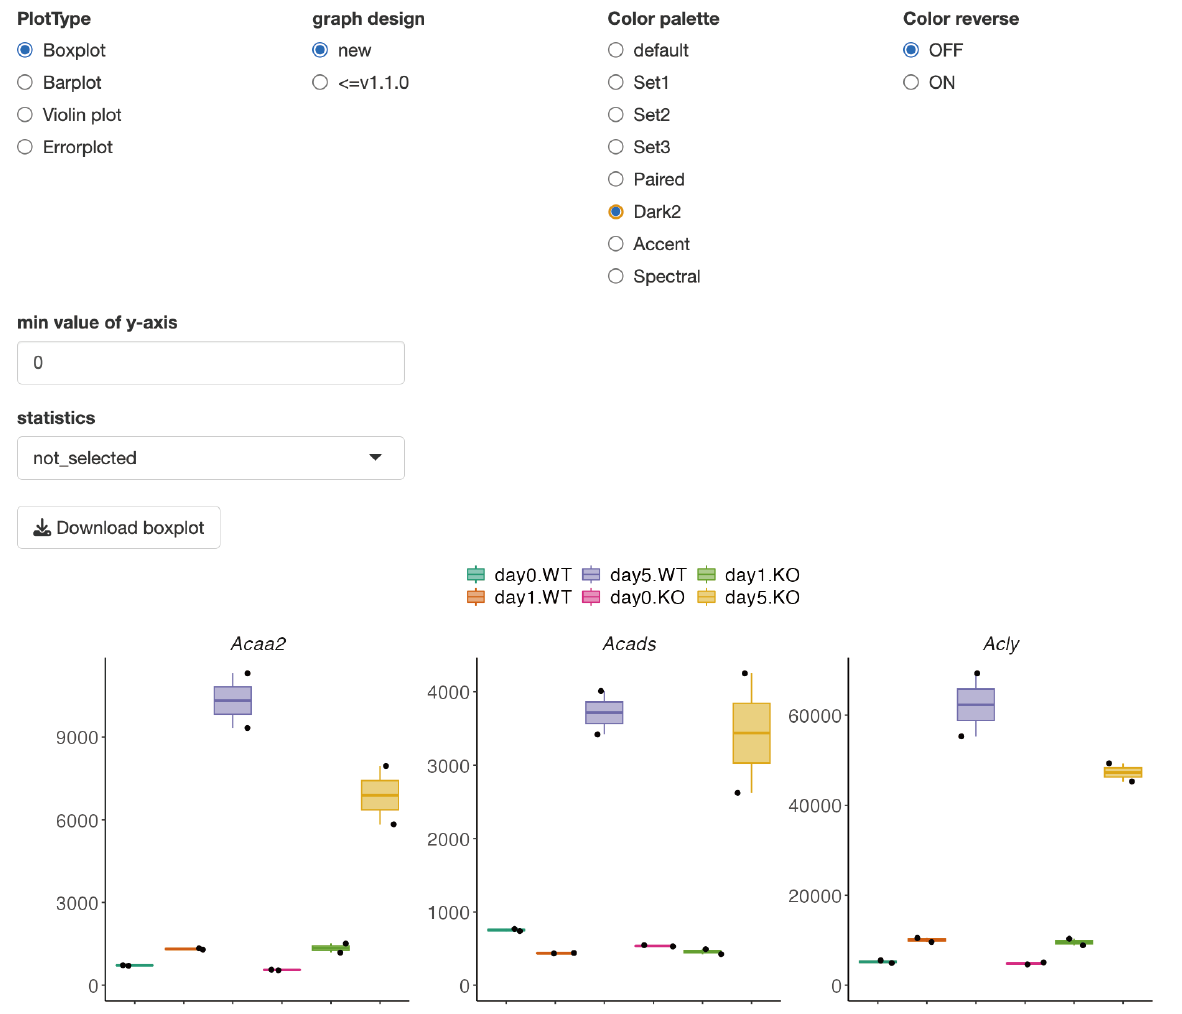 PlotType
Boxplot
Barplot
Violin plot
Errorplot
graph design
new
<=v1.1.0
Color palette
default
Set1
Set2
Set3
Paired
Dark2
Accent
Spectral
Color reverse
OFF
ON
min value of y-axis
0
statistics
not_selected
Download boxplot
day0.WT day5.WT day1.KO
day1.WT day0.KO day5.KO
Acaa2
9000
6000
3000
0
Acads
4000
3000
2000
1000
0
Acly
60000
40000
20000
0